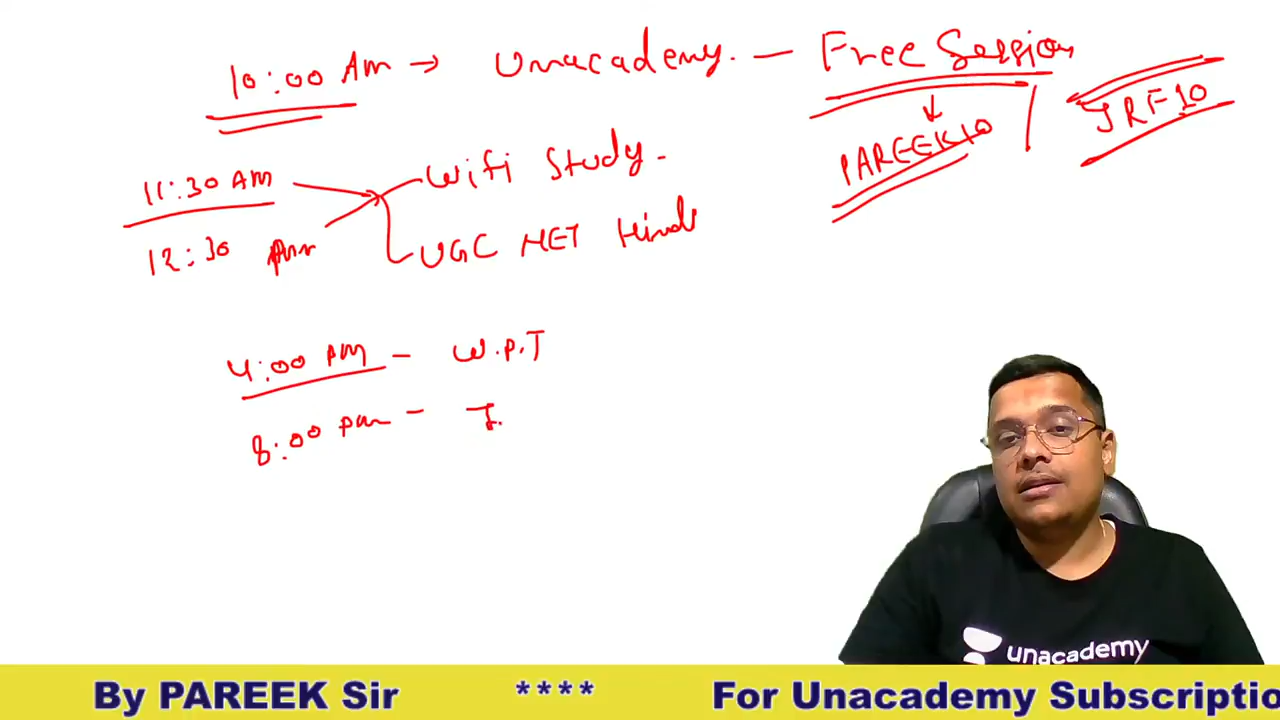 10:00 Am → Unacademy. — Free Session
PAREEK10 / JRF10
11:30 AM
Wifi Study.
12:30 pm
UGC NET Hindi
4:00 PM — W.P.T
8:00 pm —
unacademy
By PAREEK Sir **** For Unacademy Subscriptio